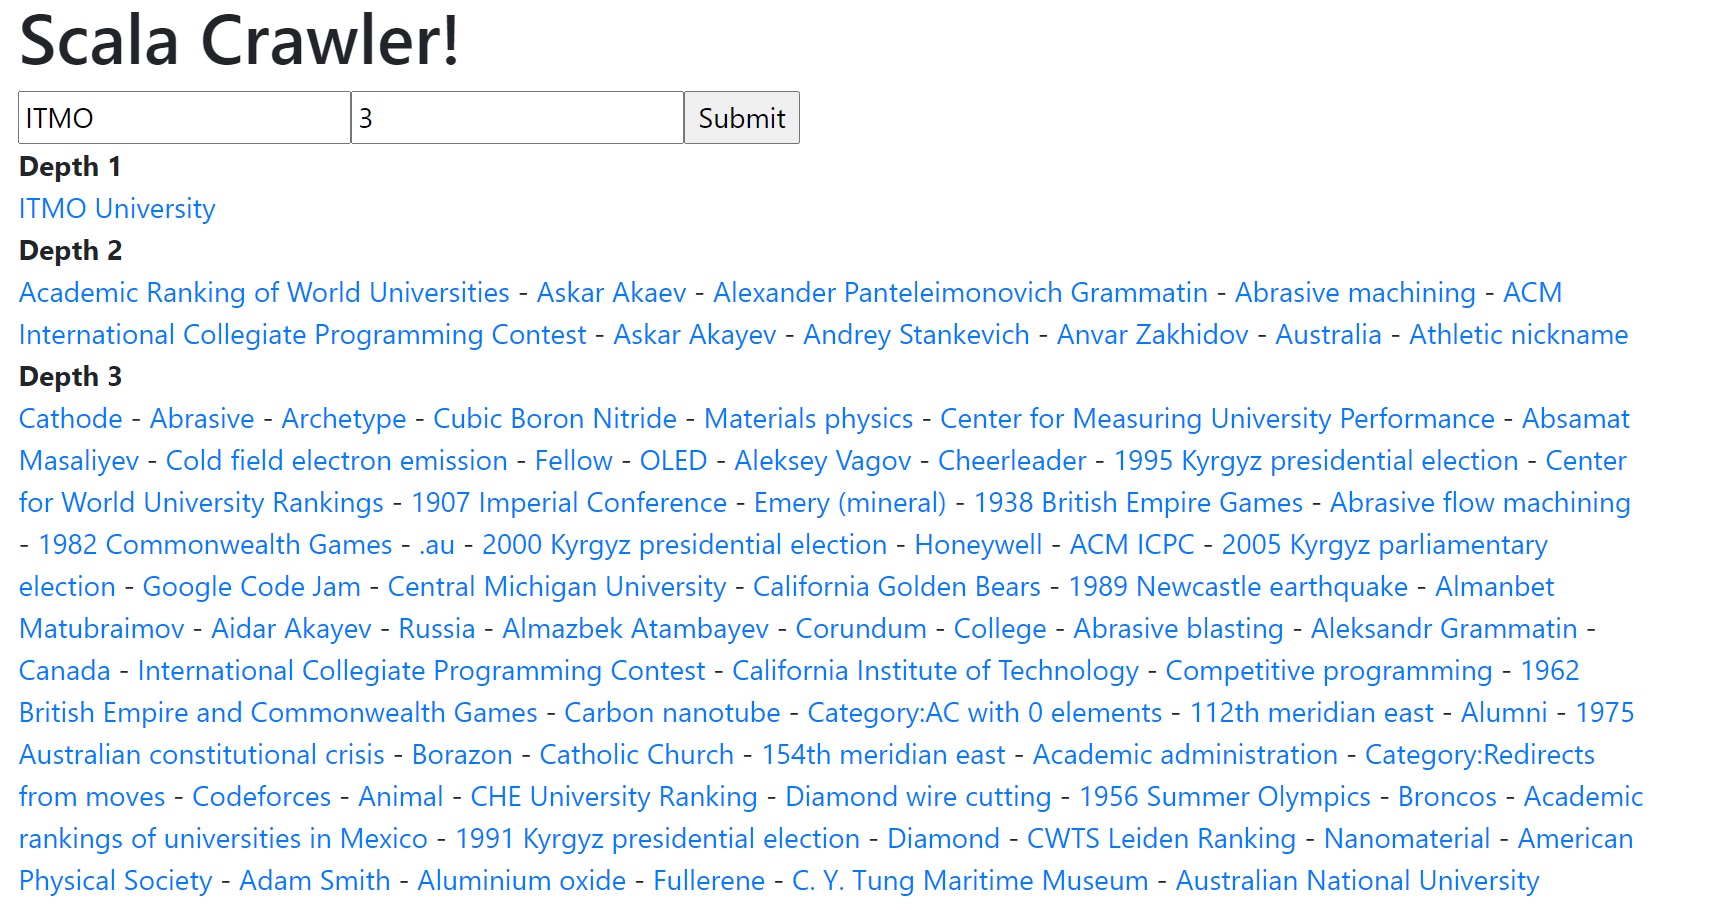 Scala Crawler!
ITMO 3 Submit
Depth 1
ITMO University
Depth 2
Academic Ranking of World Universities - Askar Akaev - Alexander Panteleimonovich Grammatin - Abrasive machining - ACM
International Collegiate Programming Contest - Askar Akayev - Andrey Stankevich - Anvar Zakhidov - Australia - Athletic nickname
Depth 3
Cathode - Abrasive - Archetype - Cubic Boron Nitride - Materials physics - Center for Measuring University Performance - Absamat
Masaliyev - Cold field electron emission - Fellow - OLED - Aleksey Vagov - Cheerleader - 1995 Kyrgyz presidential election - Center
for World University Rankings - 1907 Imperial Conference - Emery (mineral) - 1938 British Empire Games - Abrasive flow machining
- 1982 Commonwealth Games - .au - 2000 Kyrgyz presidential election - Honeywell - ACM ICPC - 2005 Kyrgyz parliamentary
election - Google Code Jam - Central Michigan University - California Golden Bears - 1989 Newcastle earthquake - Almanbet
Matubraimov - Aidar Akayev - Russia - Almazbek Atambayev - Corundum - College - Abrasive blasting - Aleksandr Grammatin -
Canada - International Collegiate Programming Contest - California Institute of Technology - Competitive programming - 1962
British Empire and Commonwealth Games - Carbon nanotube - Category:AC with 0 elements - 112th meridian east - Alumni - 1975
Australian constitutional crisis - Borazon - Catholic Church - 154th meridian east - Academic administration - Category:Redirects
from moves - Codeforces - Animal - CHE University Ranking - Diamond wire cutting - 1956 Summer Olympics - Broncos - Academic
rankings of universities in Mexico - 1991 Kyrgyz presidential election - Diamond - CWTS Leiden Ranking - Nanomaterial - American
Physical Society - Adam Smith - Aluminium oxide - Fullerene - C. Y. Tung Maritime Museum - Australian National University